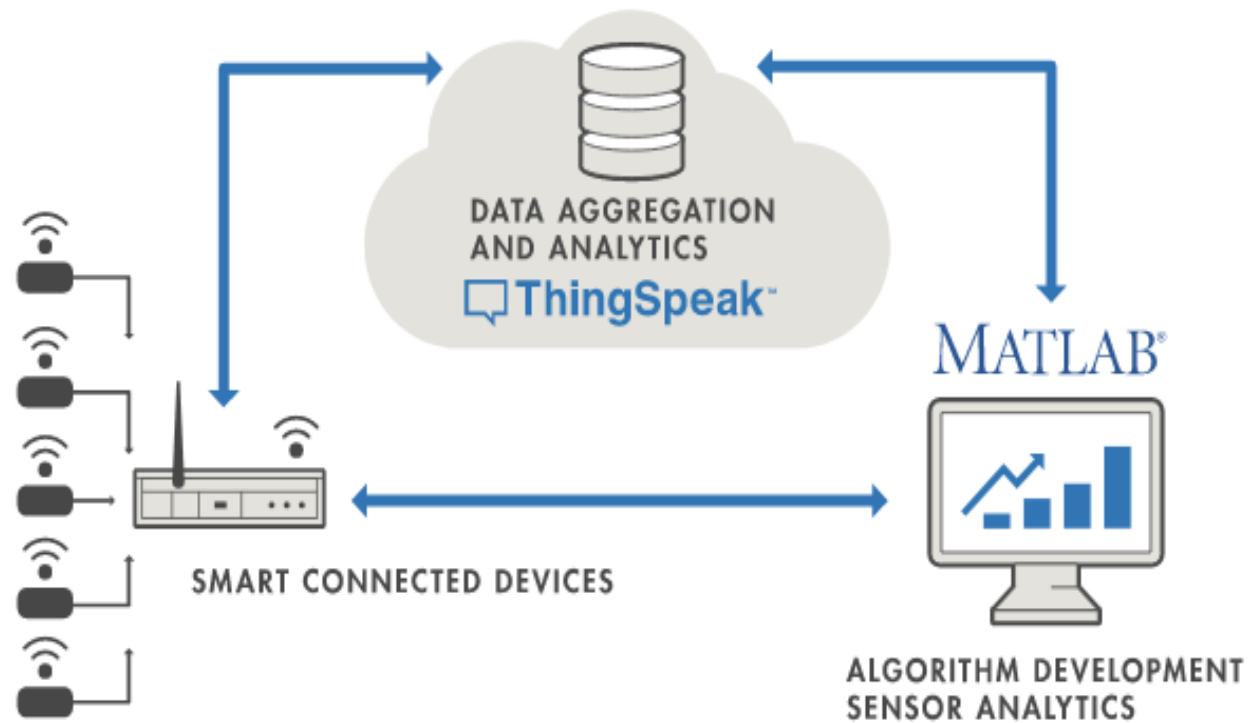 DATA AGGREGATION
AND ANALYTICS
ThingSpeak™
MATLAB®
SMART CONNECTED DEVICES
ALGORITHM DEVELOPMENT
SENSOR ANALYTICS